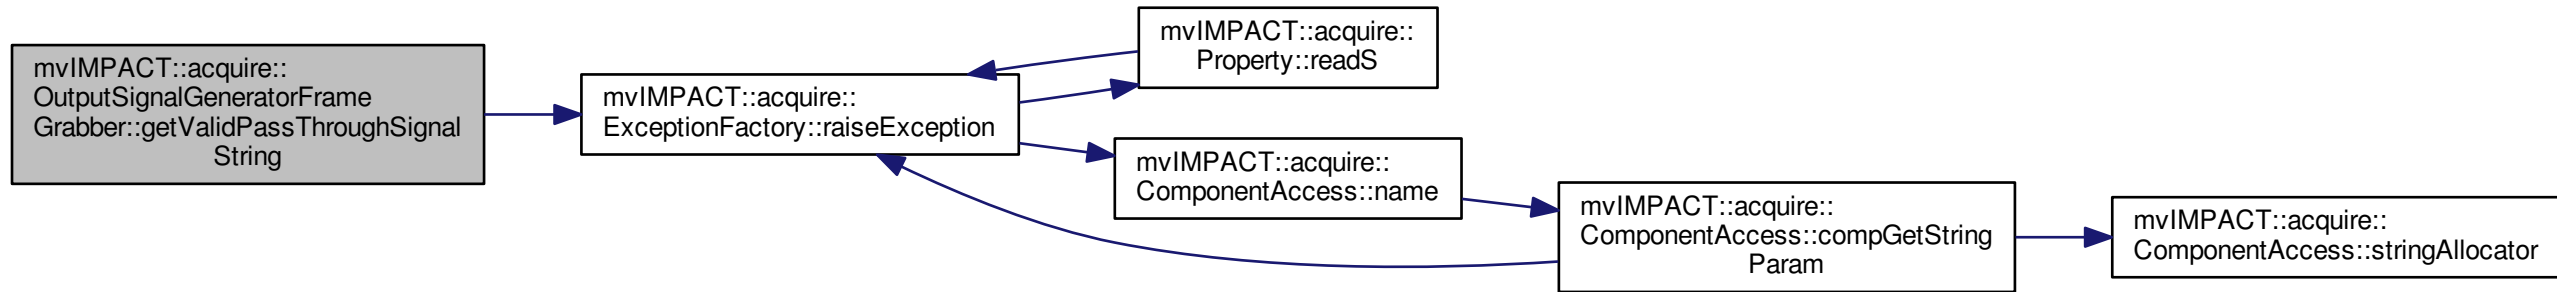 mvIMPACT::acquire::
OutputSignalGeneratorFrame
Grabber::getValidPassThroughSignal
String
mvIMPACT::acquire::
ExceptionFactory::raiseException
mvIMPACT::acquire::
Property::readS
mvIMPACT::acquire::
ComponentAccess::name
mvIMPACT::acquire::
ComponentAccess::compGetString
Param
mvIMPACT::acquire::
ComponentAccess::stringAllocator